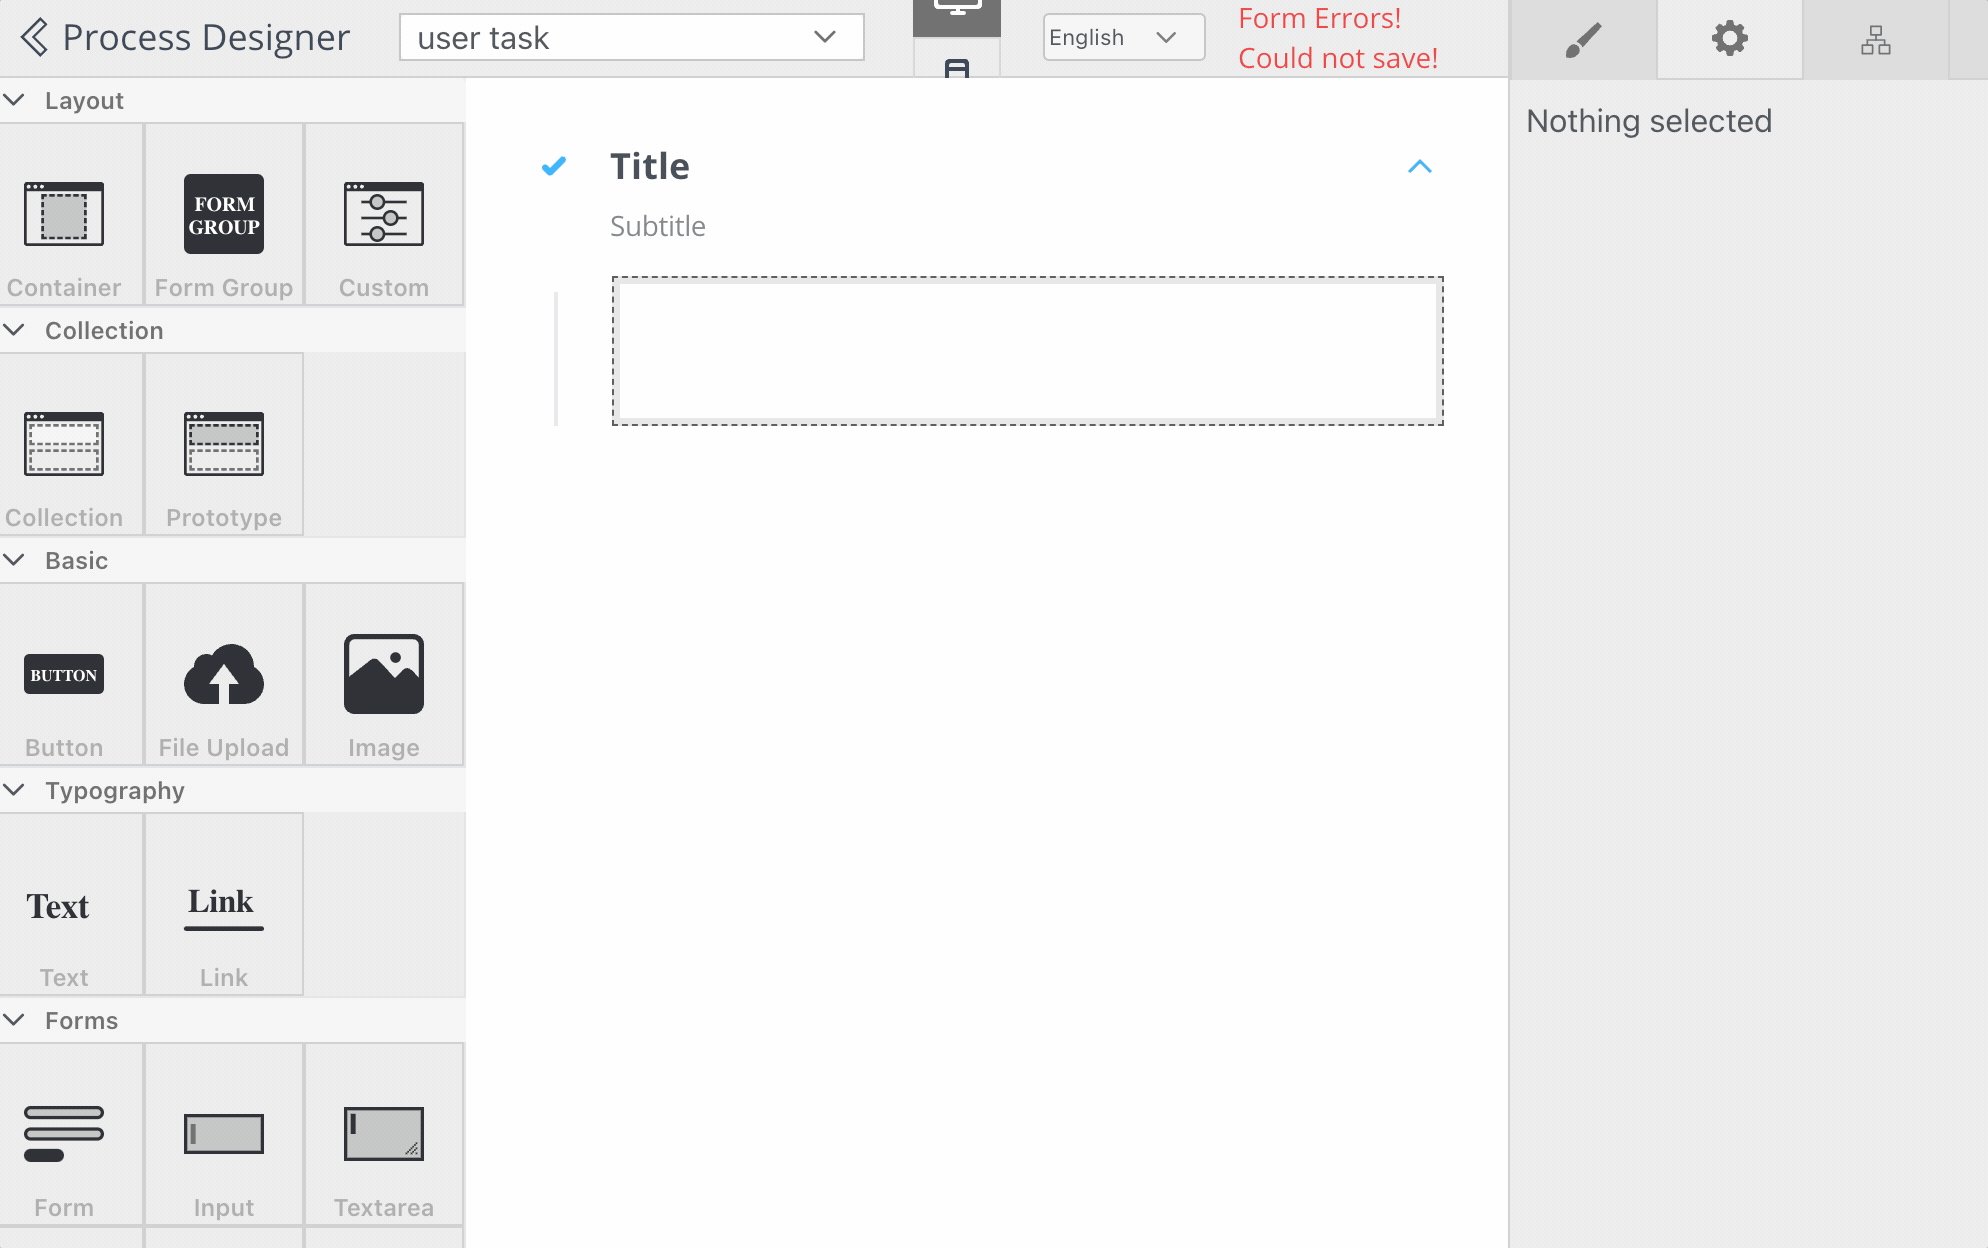 Process Designer
user task
English
Form Errors!
Could not save!
Layout
FORM
GROUP
Container
Form Group
Custom
Collection
Collection
Prototype
Basic
BUTTON
Button
File Upload
Image
Typography
Text
Link
Text
Link
Forms
Form
Input
Textarea
Title
Subtitle
Nothing selected